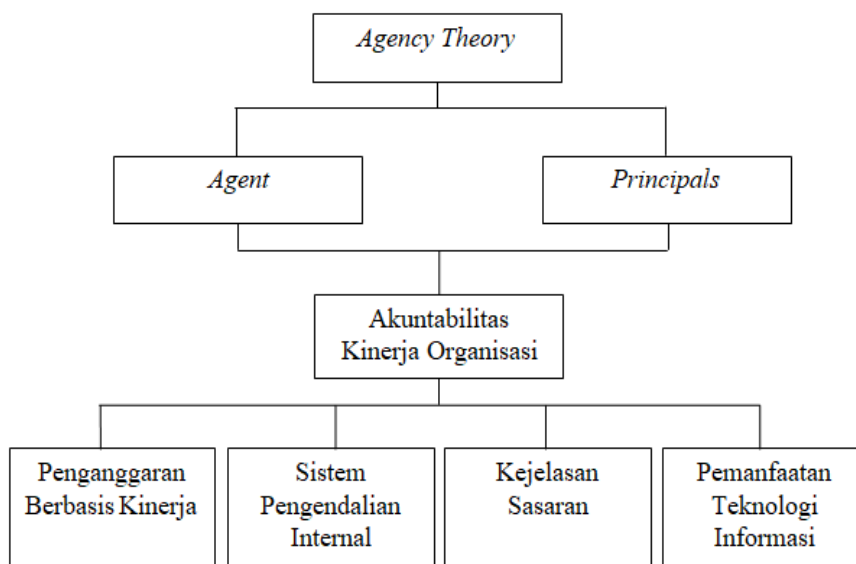 Agency Theory
Agent
Principals
Akuntabilitas
Kinerja Organisasi
Penganggaran
Berbasis Kinerja
Sistem
Pengendalian
Internal
Kejelasan
Sasaran
Pemanfaatan
Teknologi
Informasi